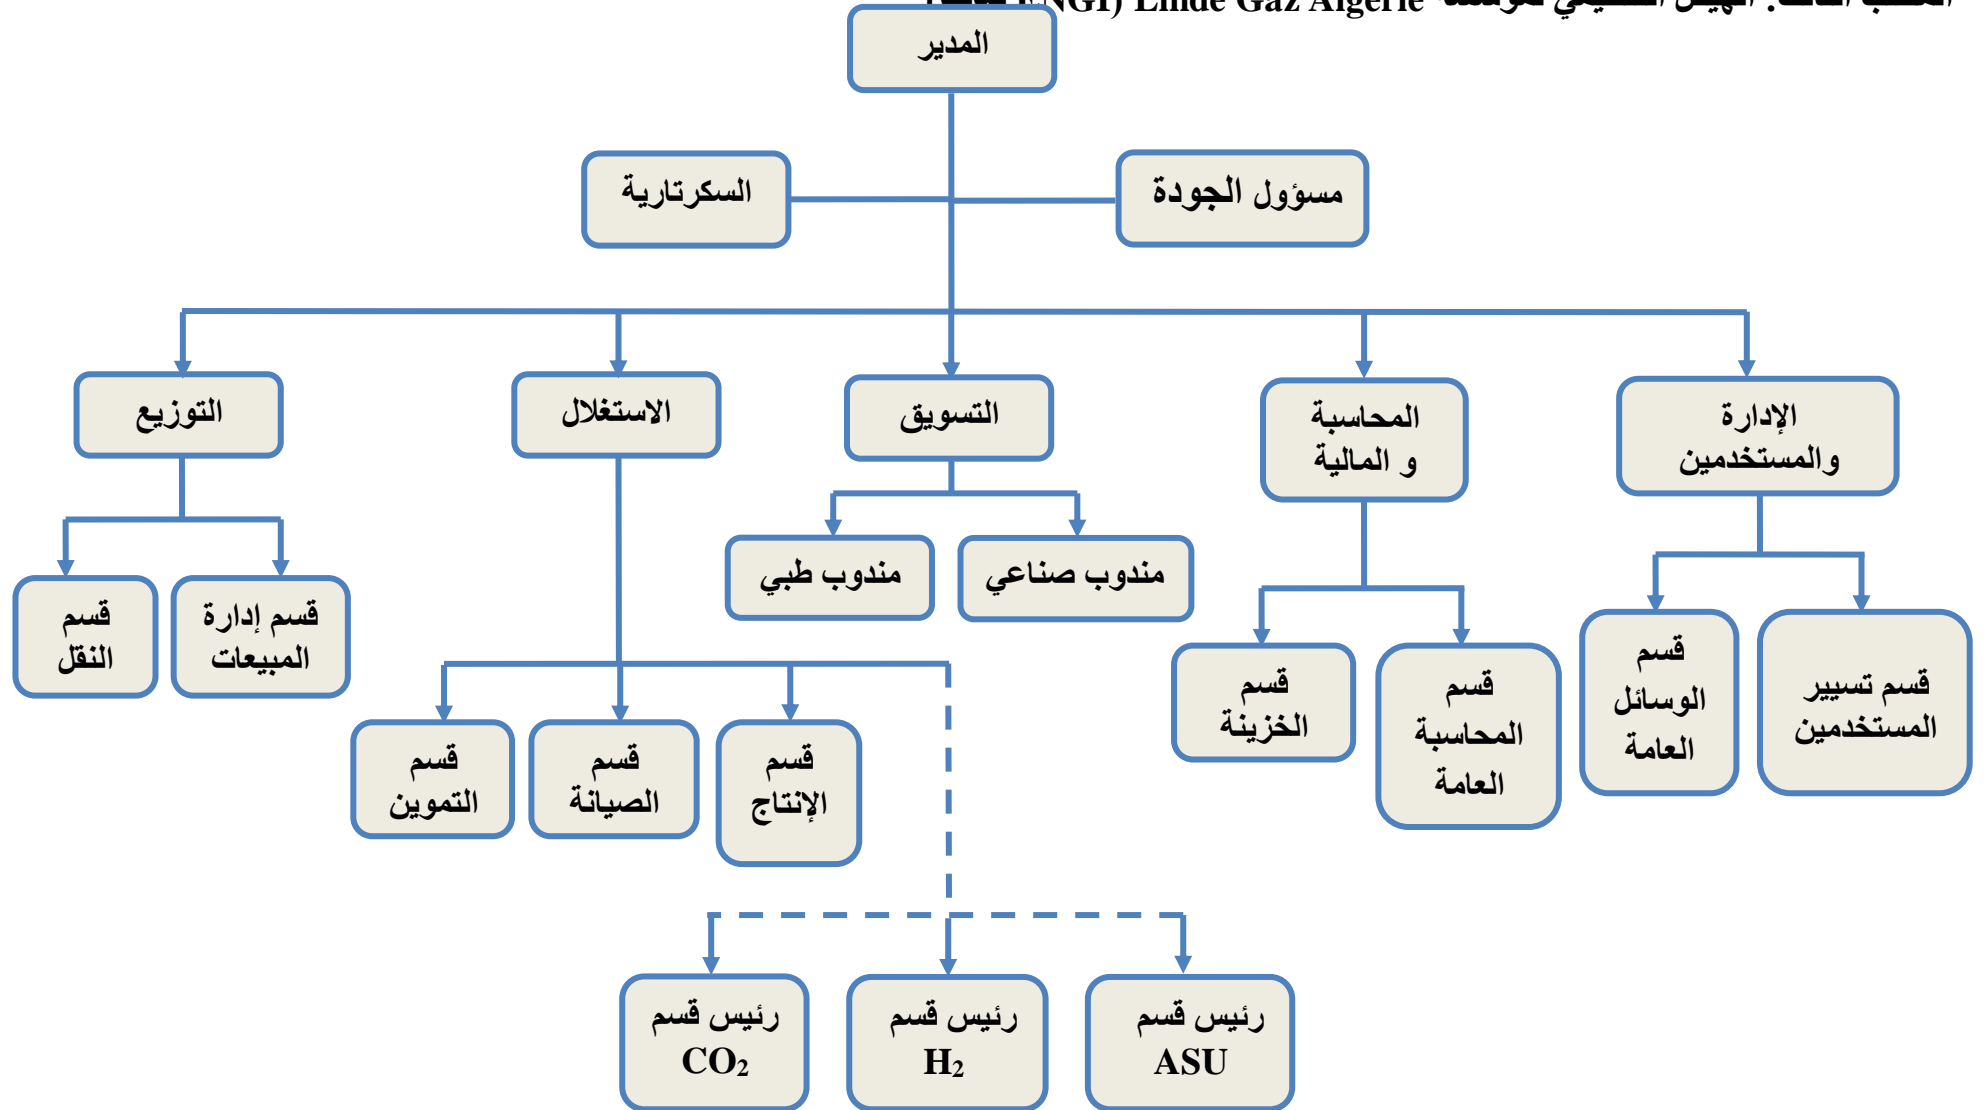 Linde Gaz Algerie
المدير
مسؤول الجودة
السكرتارية
الإدارة
والمستخدمين
المحاسبة
و المالية
التسويق
الاستغلال
التوزيع
قسم تسيير
المستخدمين
قسم
الوسائل
العامة
قسم
المحاسبة
العامة
قسم
الخزينة
مندوب صناعي
مندوب طبي
قسم
الإنتاج
قسم
الصيانة
قسم
التموين
قسم إدارة
المبيعات
قسم
النقل
رئيس قسم
ASU
رئيس قسم
H₂
رئيس قسم
CO₂